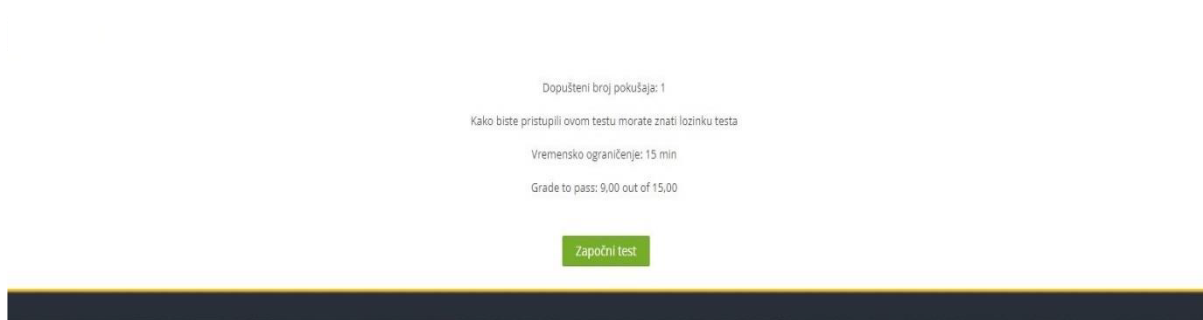 Dopušteni broj pokušaja: 1
Kako biste pristupili ovom testu morate znati lozinku testa
Vremensko ograničenje: 15 min
Grade to pass: 9,00 out of 15,00
Započni test